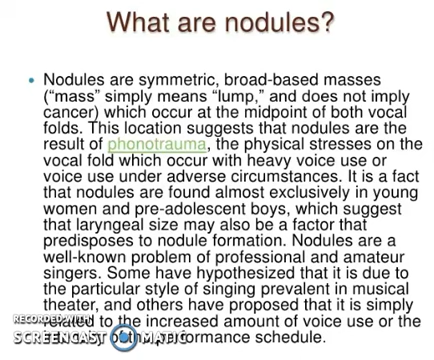 What are nodules?
• Nodules are symmetric, broad-based masses
(“mass” simply means “lump,” and does not imply
cancer) which occur at the midpoint of both vocal
folds. This location suggests that nodules are the
result of phonotrauma, the physical stresses on the
vocal fold which occur with heavy voice use or
voice use under adverse circumstances. It is a fact
that nodules are found almost exclusively in young
women and pre-adolescent boys, which suggest
that laryngeal size may also be a factor that
predisposes to nodule formation. Nodules are a
well-known problem of professional and amateur
singers. Some have hypothesized that it is due to
the particular style of singing prevalent in musical
theater, and others have proposed that it is simply
related to the increased amount of voice use or the
of the performance schedule.
RECORDED WITH
SCREENCAST MATIC